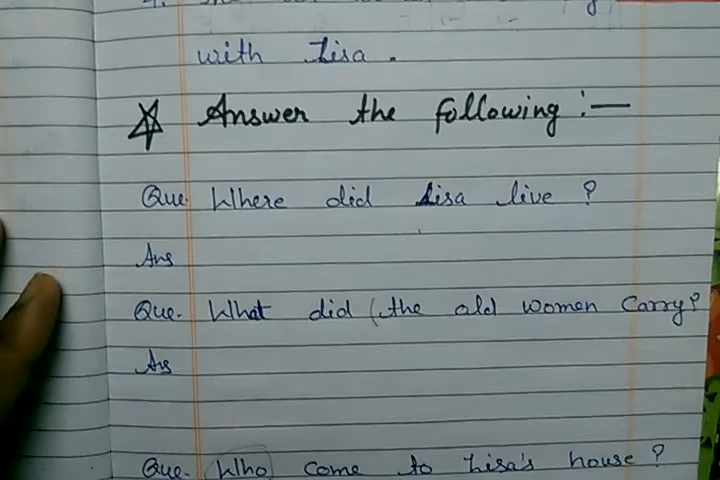 with Lisa.
Answer the following :—
Que. Where did Lisa live ?
Ans
Que. What did (the old women carry?
Ans
Que. Who come to Lisa's house ?